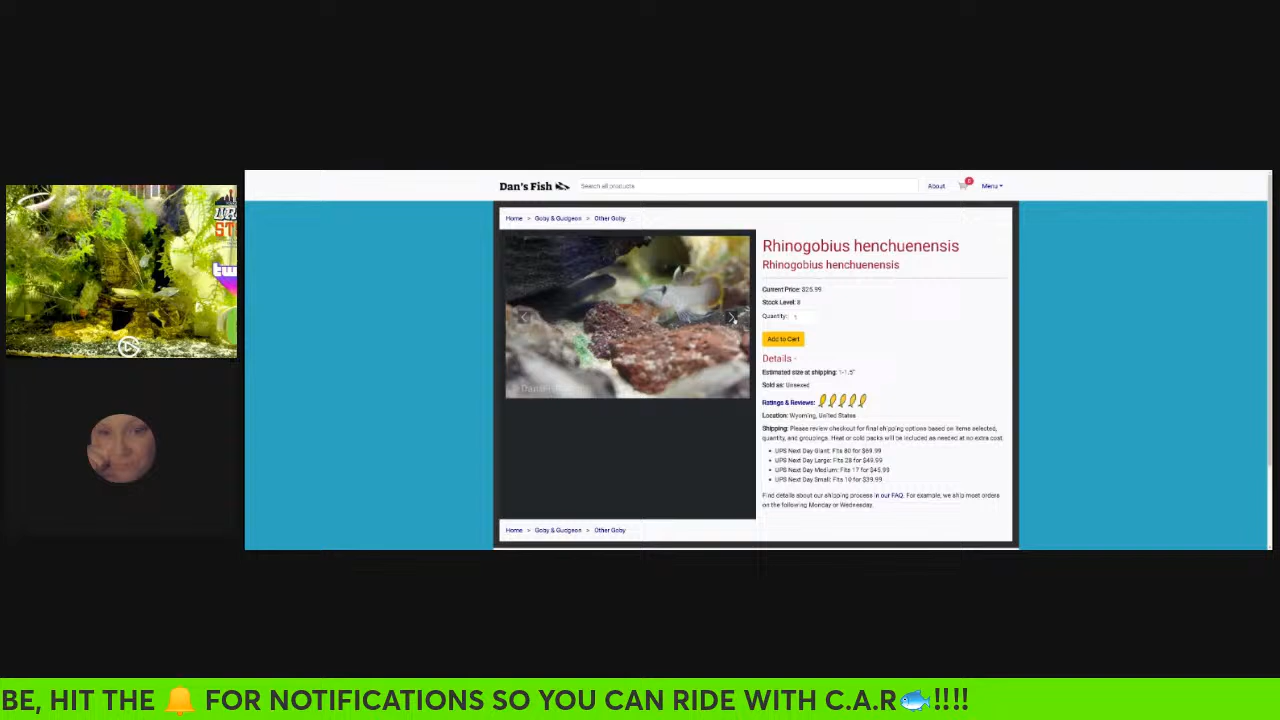 Dan's Fish
Search all products
About
0
Menu
Home > Goby & Gudgeon > Other Goby
Rhinogobius henchuenensis
Rhinogobius henchuenensis
Current Price: $25.99
Stock Level: 8
Quantity: 1
Add to Cart
Details -
Estimated size at shipping: 1-1.5"
Sold as: Unsexed
Ratings & Reviews:
Location: Wyoming, United States
Shipping: Please review checkout for final shipping options based on items selected,
quantity, and groupings. Heat or cold packs will be included as needed at no extra cost.
• UPS Next Day Giant: Fits 80 for $69.99
• UPS Next Day Large: Fits 28 for $49.99
• UPS Next Day Medium: Fits 17 for $45.99
• UPS Next Day Small: Fits 10 for $39.99
Find details about our shipping process in our FAQ. For example, we ship most orders
on the following Monday or Wednesday.
Home > Goby & Gudgeon > Other Goby
BE, HIT THE 🔔 FOR NOTIFICATIONS SO YOU CAN RIDE WITH C.A.R🐟!!!!